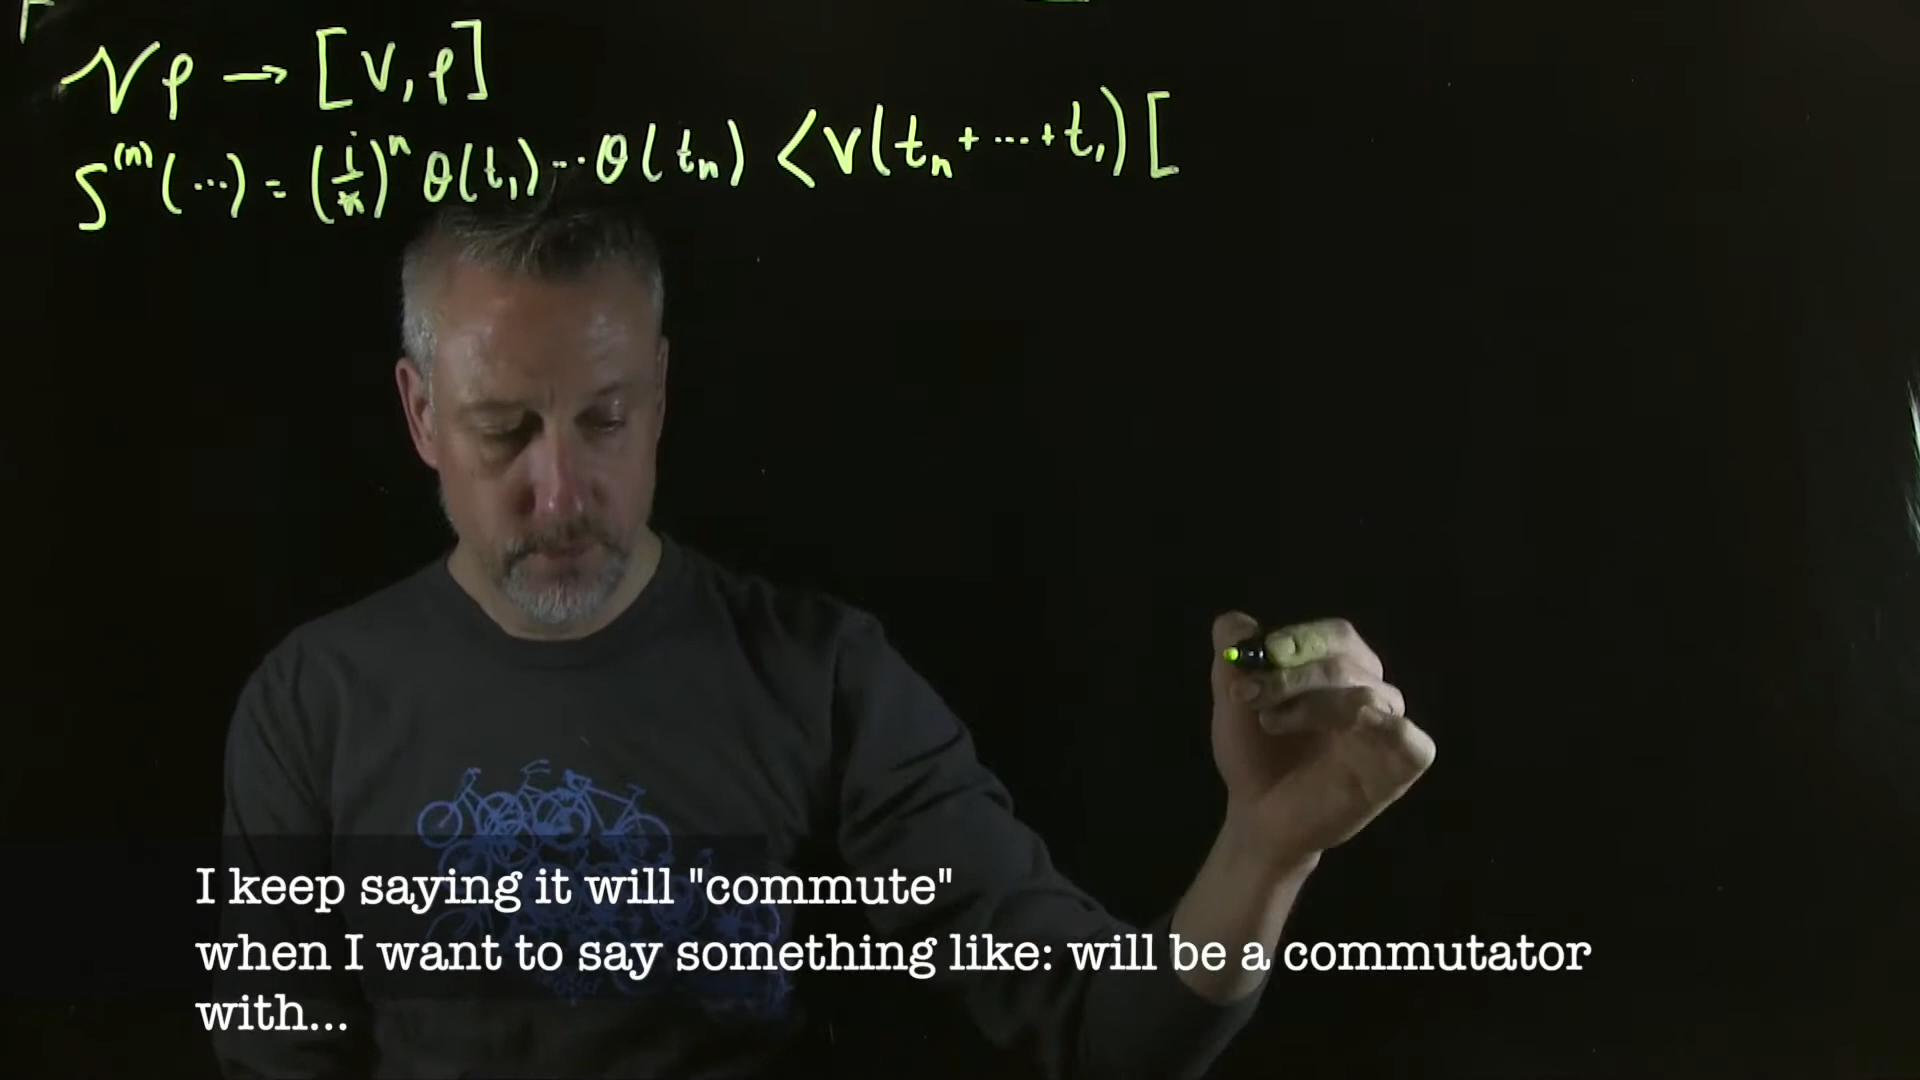 𝒱ρ → [V, ρ]
S⁽ⁿ⁾(...) = (i/ħ)ⁿ θ(t₁)...θ(tₙ) <V(tₙ+...+t₁)[
I keep saying it will "commute"
when I want to say something like: will be a commutator
with...